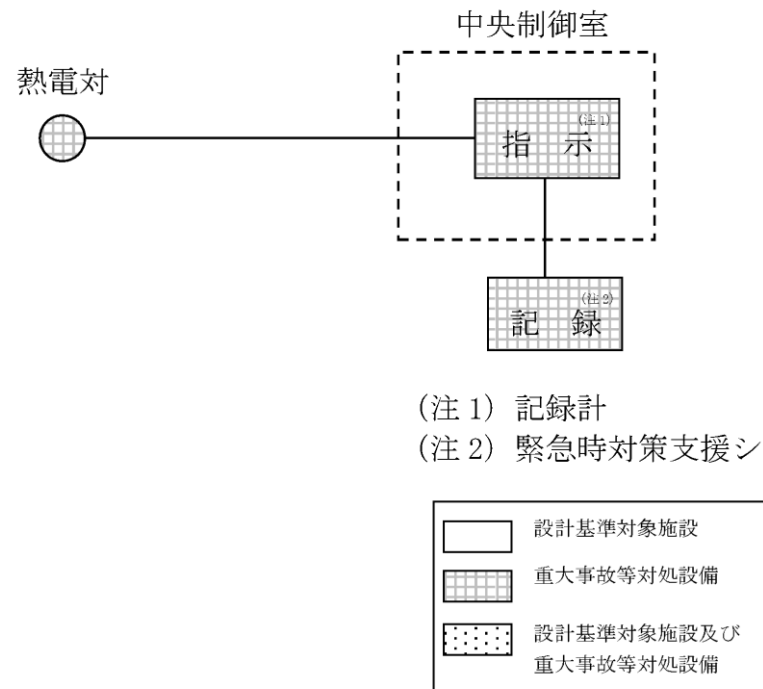 中央制御室
熱電対
指 示 (注1)
記 録 (注2)
(注 1) 記録計
(注 2) 緊急時対策支援シ
設計基準対象施設
重大事故等対処設備
設計基準対象施設及び
重大事故等対処設備